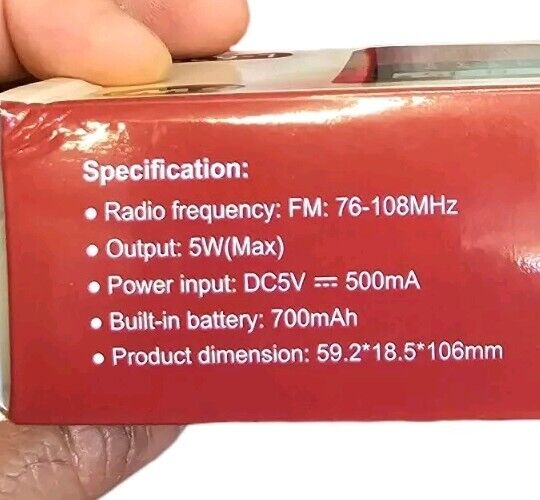 Specification:
• Radio frequency: FM: 76-108MHz
• Output: 5W(Max)
• Power input: DC5V ⎓ 500mA
• Built-in battery: 700mAh
• Product dimension: 59.2*18.5*106mm